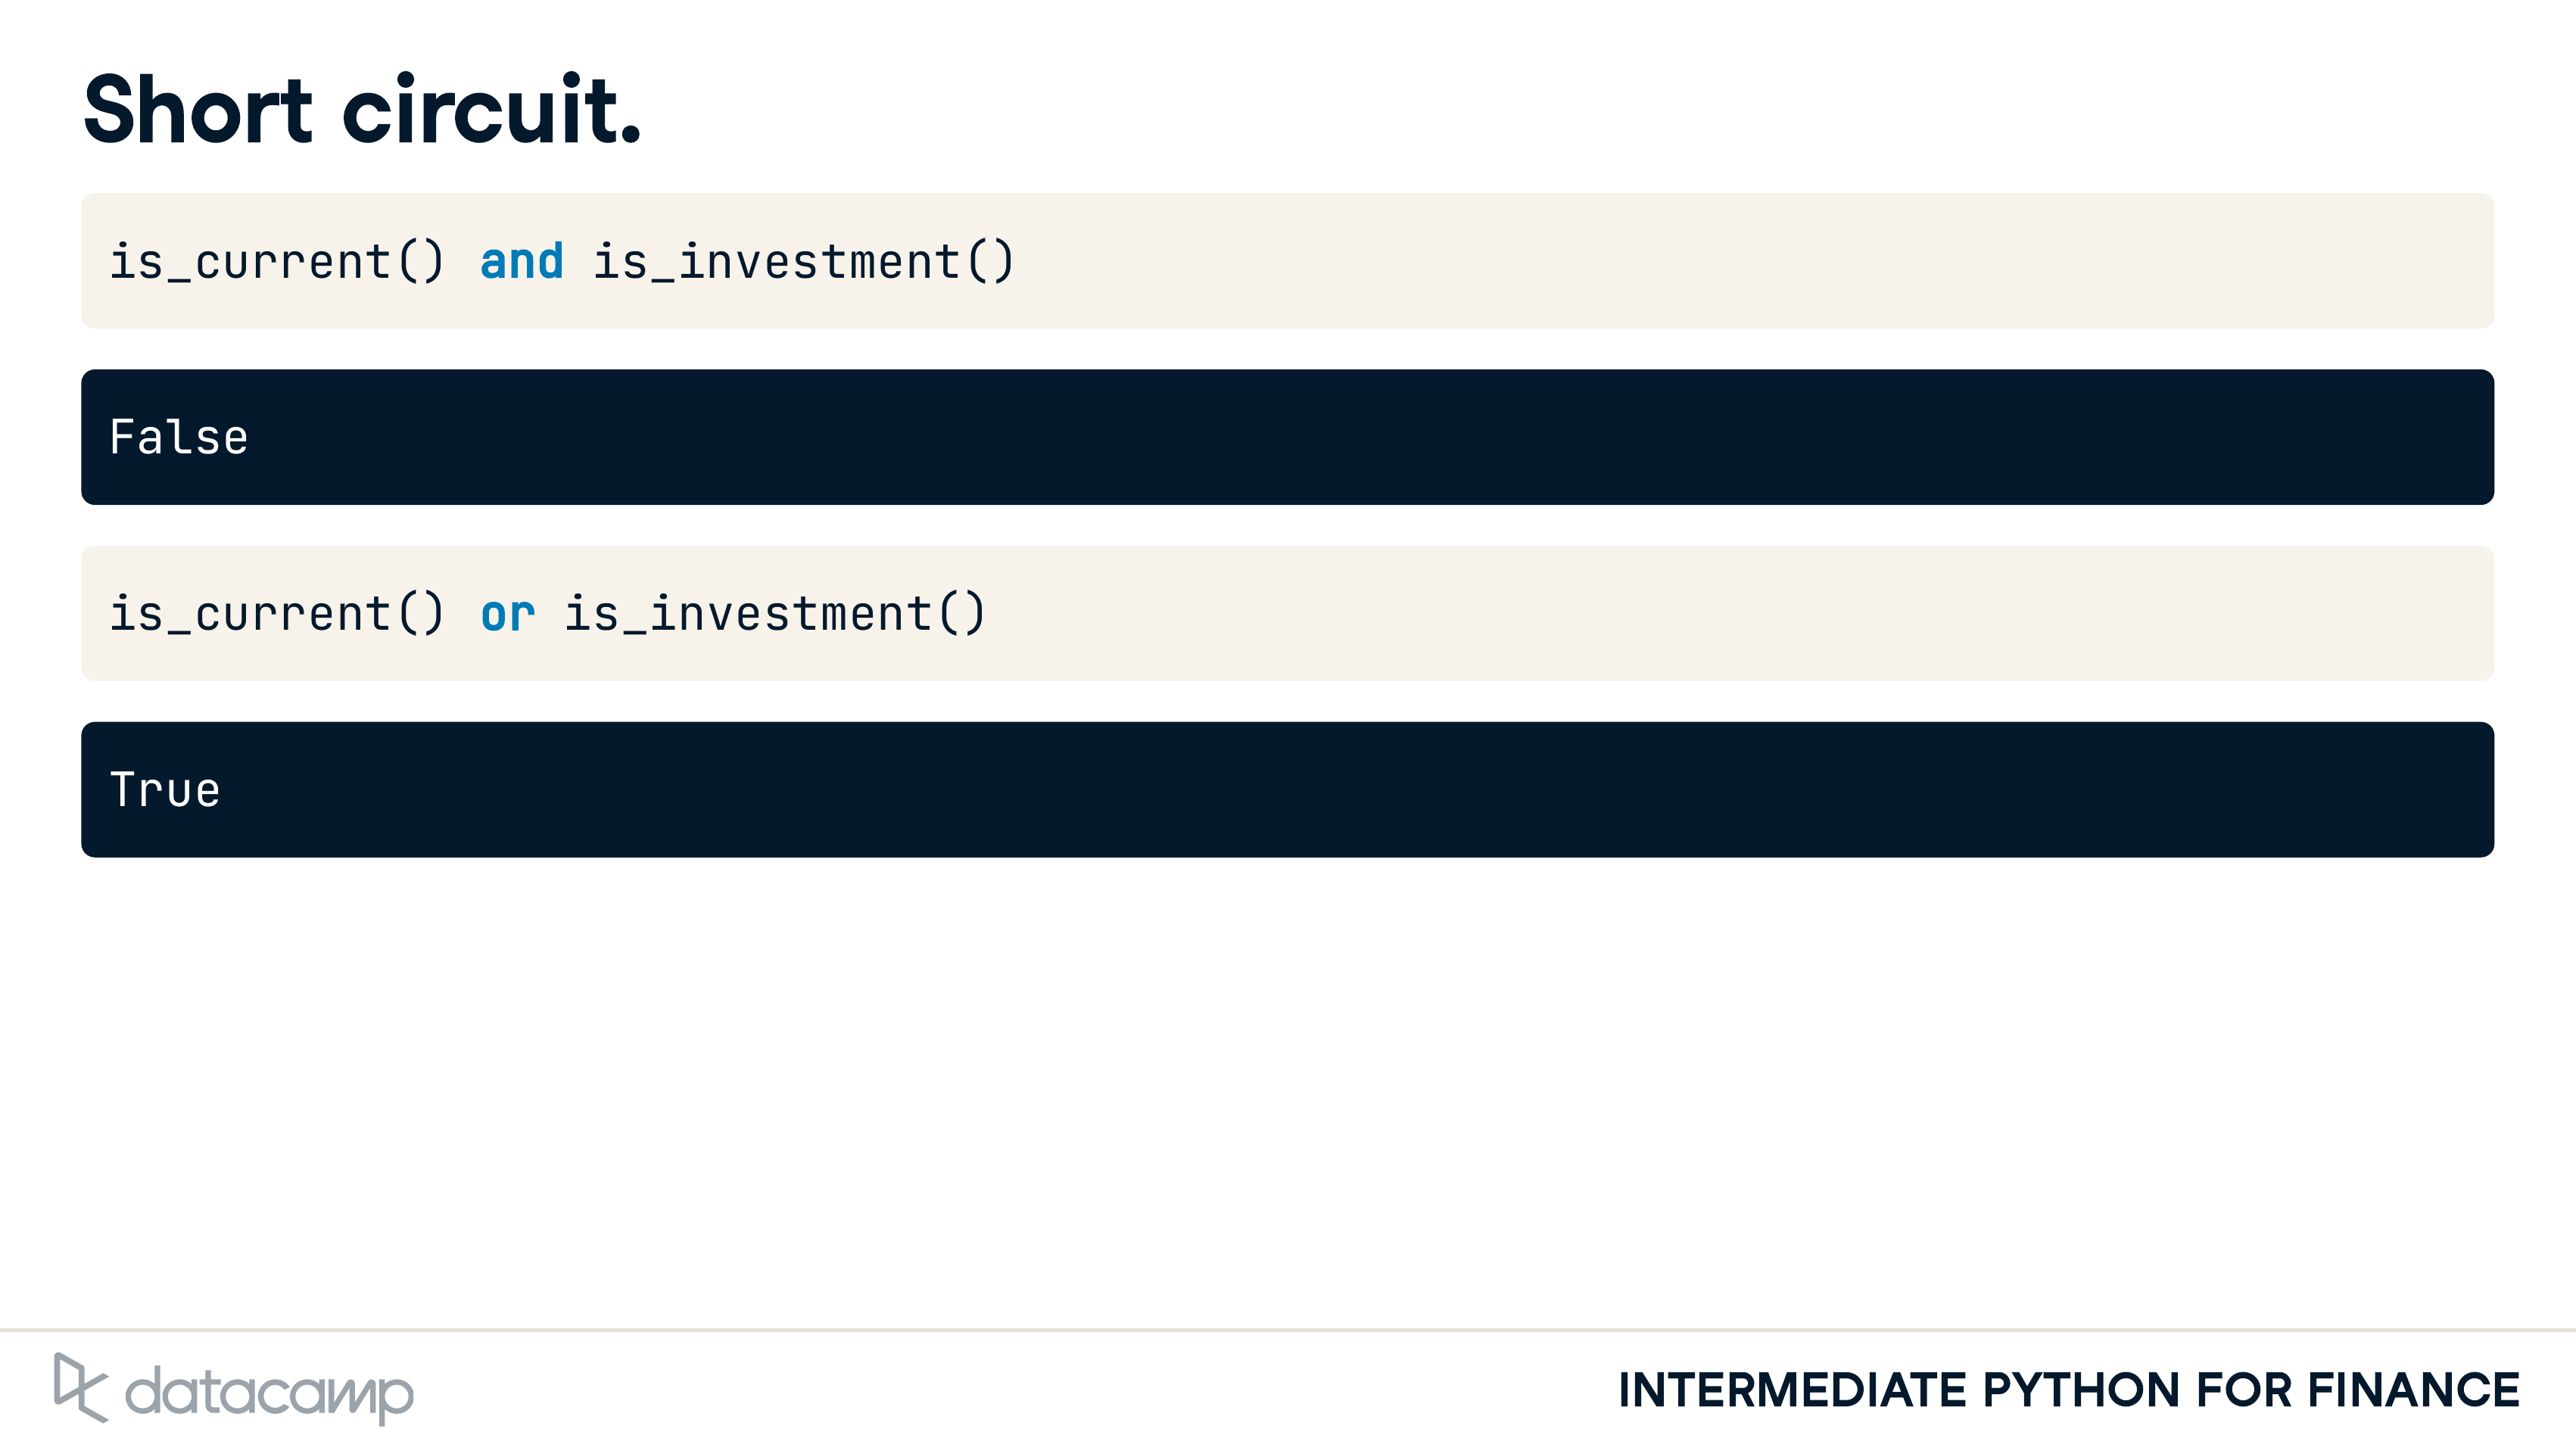 Short circuit.
is_current() and is_investment()
False
is_current() or is_investment()
True
datacamp
INTERMEDIATE PYTHON FOR FINANCE